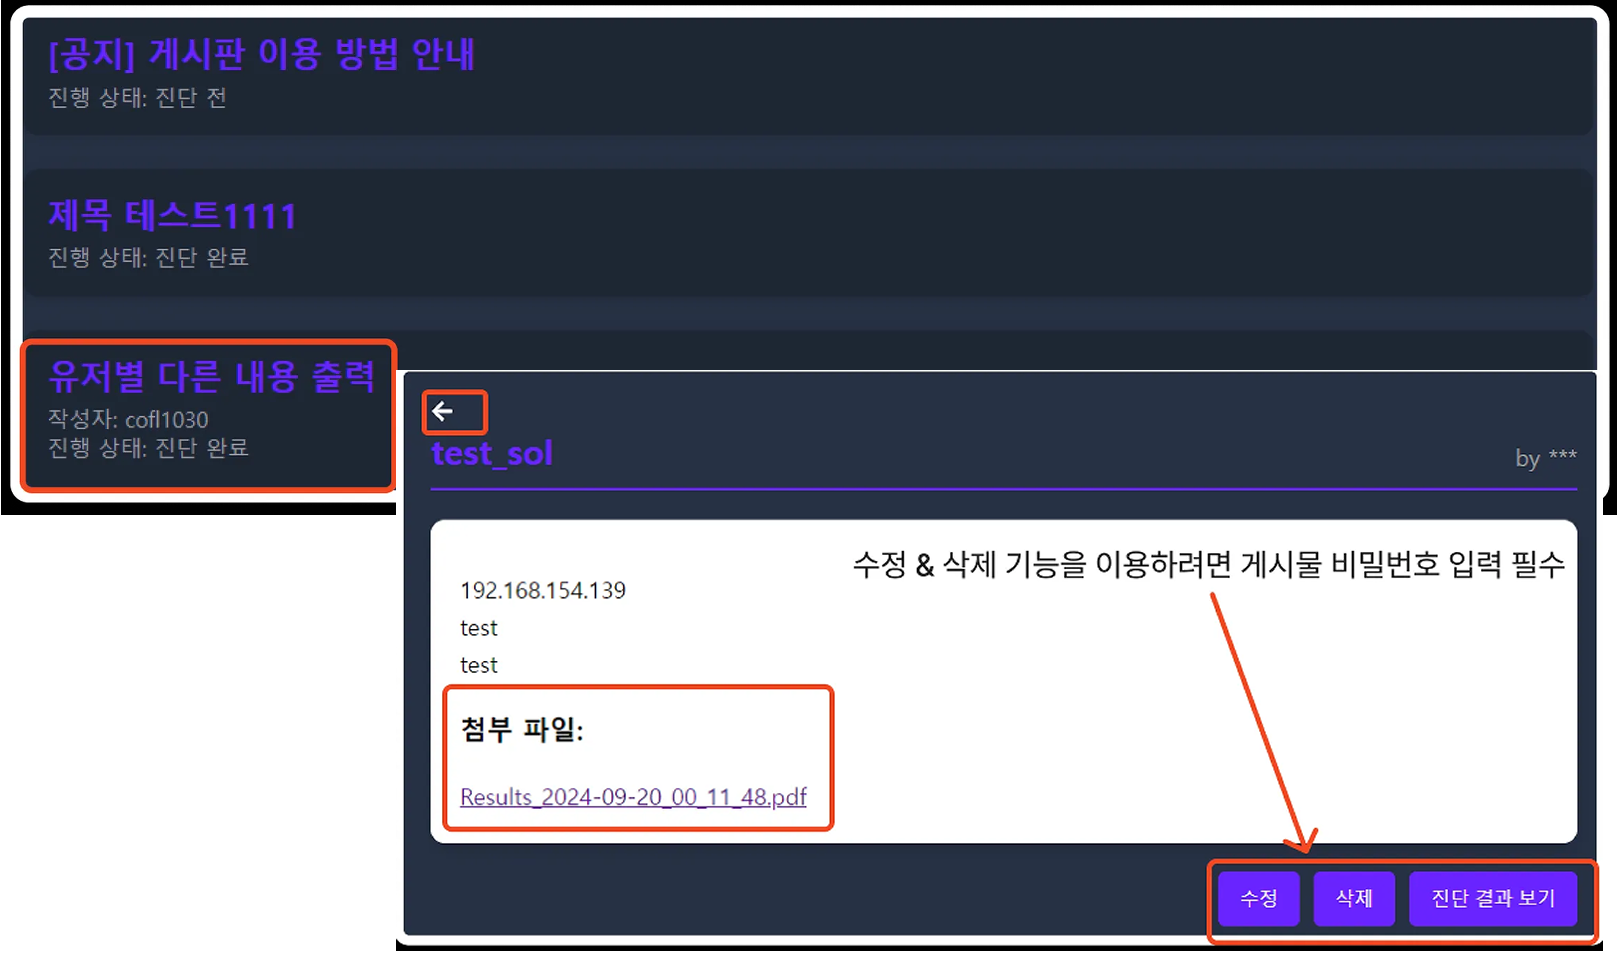 [공지] 게시판 이용 방법 안내
진행 상태: 진단 전
제목 테스트1111
진행 상태: 진단 완료
유저별 다른 내용 출력
작성자: cofl1030
진행 상태: 진단 완료
test_sol
by ***
수정 & 삭제 기능을 이용하려면 게시물 비밀번호 입력 필수
192.168.154.139
test
test
첨부 파일:
Results_2024-09-20_00_11_48.pdf
수정
삭제
진단 결과 보기